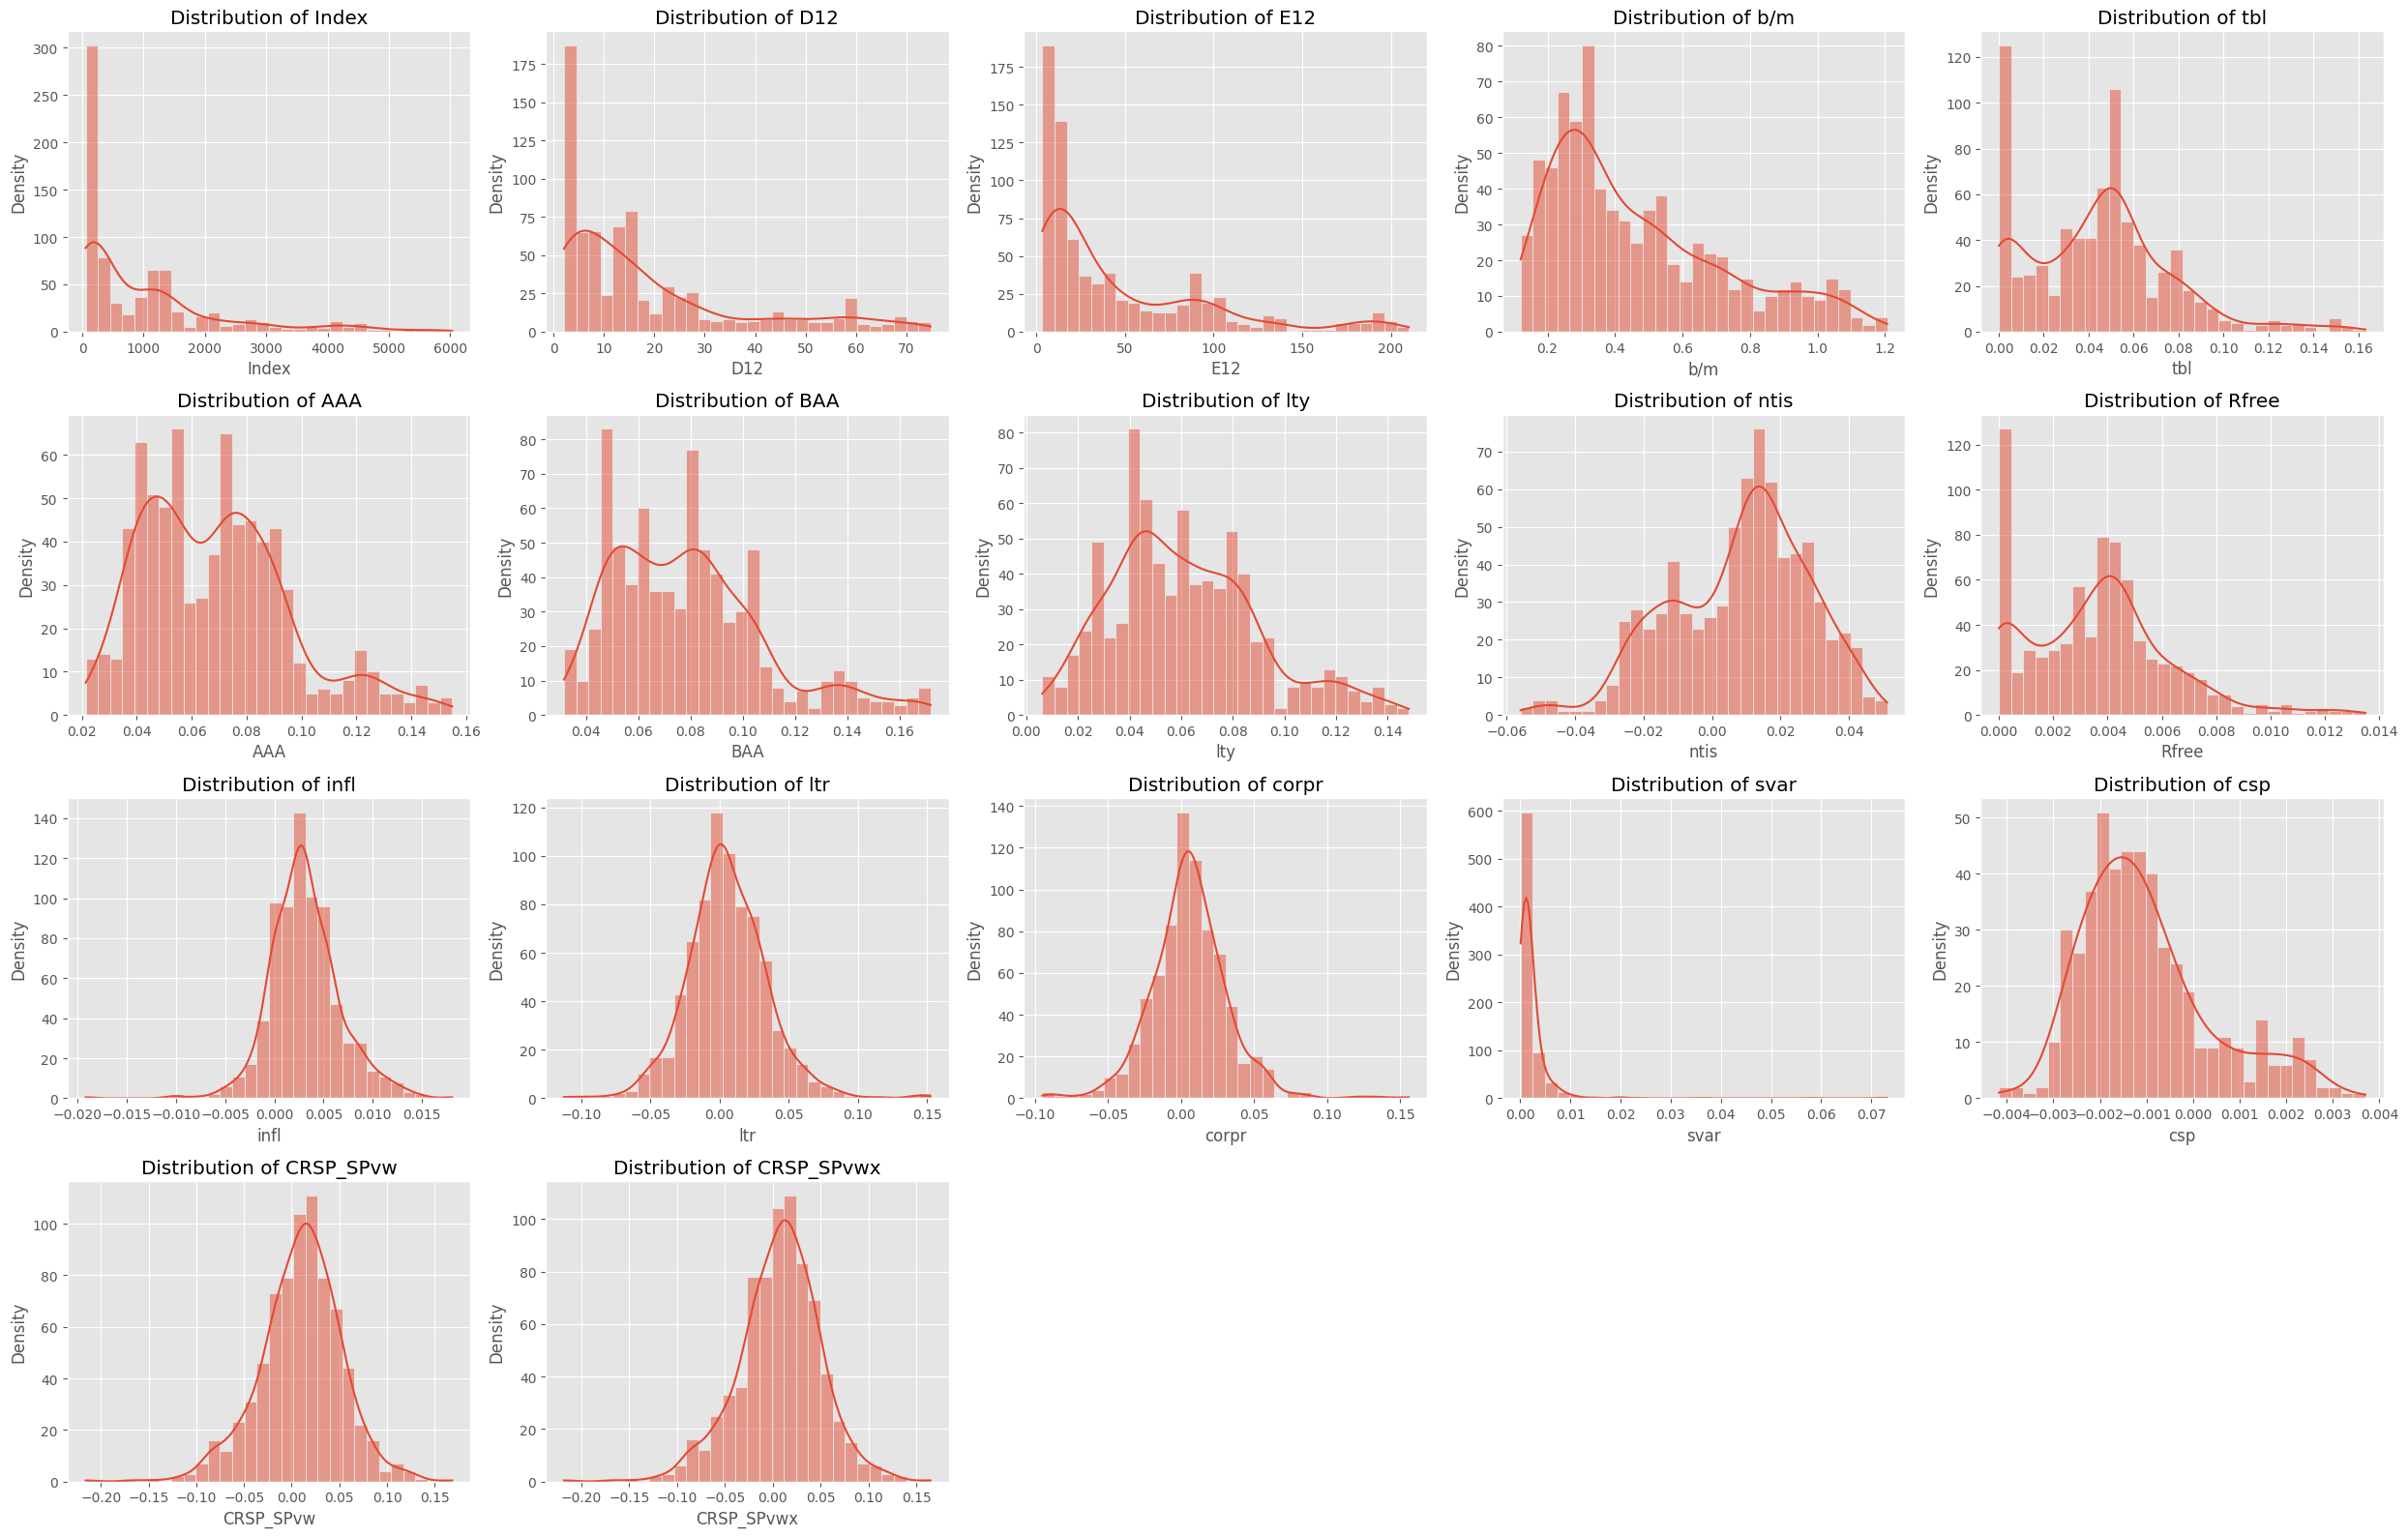 Distribution of Index
300
250
200
150
100
50
0
Density
0 1000 2000 3000 4000 5000 6000
Index
Distribution of D12
175
150
125
100
75
50
25
0
Density
0 10 20 30 40 50 60 70
D12
Distribution of E12
175
150
125
100
75
50
25
0
Density
0 50 100 150 200
E12
Distribution of b/m
80
70
60
50
40
30
20
10
0
Density
0.2 0.4 0.6 0.8 1.0 1.2
b/m
Distribution of tbl
120
100
80
60
40
20
0
Density
0.00 0.02 0.04 0.06 0.08 0.10 0.12 0.14 0.16
tbl
Distribution of AAA
60
50
40
30
20
10
0
Density
0.02 0.04 0.06 0.08 0.10 0.12 0.14 0.16
AAA
Distribution of BAA
80
70
60
50
40
30
20
10
0
Density
0.04 0.06 0.08 0.10 0.12 0.14 0.16
BAA
Distribution of lty
80
70
60
50
40
30
20
10
0
Density
0.00 0.02 0.04 0.06 0.08 0.10 0.12 0.14
lty
Distribution of ntis
70
60
50
40
30
20
10
0
Density
−0.06 −0.04 −0.02 0.00 0.02 0.04
ntis
Distribution of Rfree
120
100
80
60
40
20
0
Density
0.000 0.002 0.004 0.006 0.008 0.010 0.012 0.014
Rfree
Distribution of infl
140
120
100
80
60
40
20
0
Density
−0.020 −0.015 −0.010 −0.005 0.000 0.005 0.010 0.015
infl
Distribution of ltr
120
100
80
60
40
20
0
Density
−0.10 −0.05 0.00 0.05 0.10 0.15
ltr
Distribution of corpr
140
120
100
80
60
40
20
0
Density
−0.10 −0.05 0.00 0.05 0.10 0.15
corpr
Distribution of svar
600
500
400
300
200
100
0
Density
0.00 0.01 0.02 0.03 0.04 0.05 0.06 0.07
svar
Distribution of csp
50
40
30
20
10
0
Density
−0.004 −0.003 −0.002 −0.001 0.000 0.001 0.002 0.003 0.004
csp
Distribution of CRSP_SPvw
100
80
60
40
20
0
Density
−0.20 −0.15 −0.10 −0.05 0.00 0.05 0.10 0.15
CRSP_SPvw
Distribution of CRSP_SPvwx
100
80
60
40
20
0
Density
−0.20 −0.15 −0.10 −0.05 0.00 0.05 0.10 0.15
CRSP_SPvwx